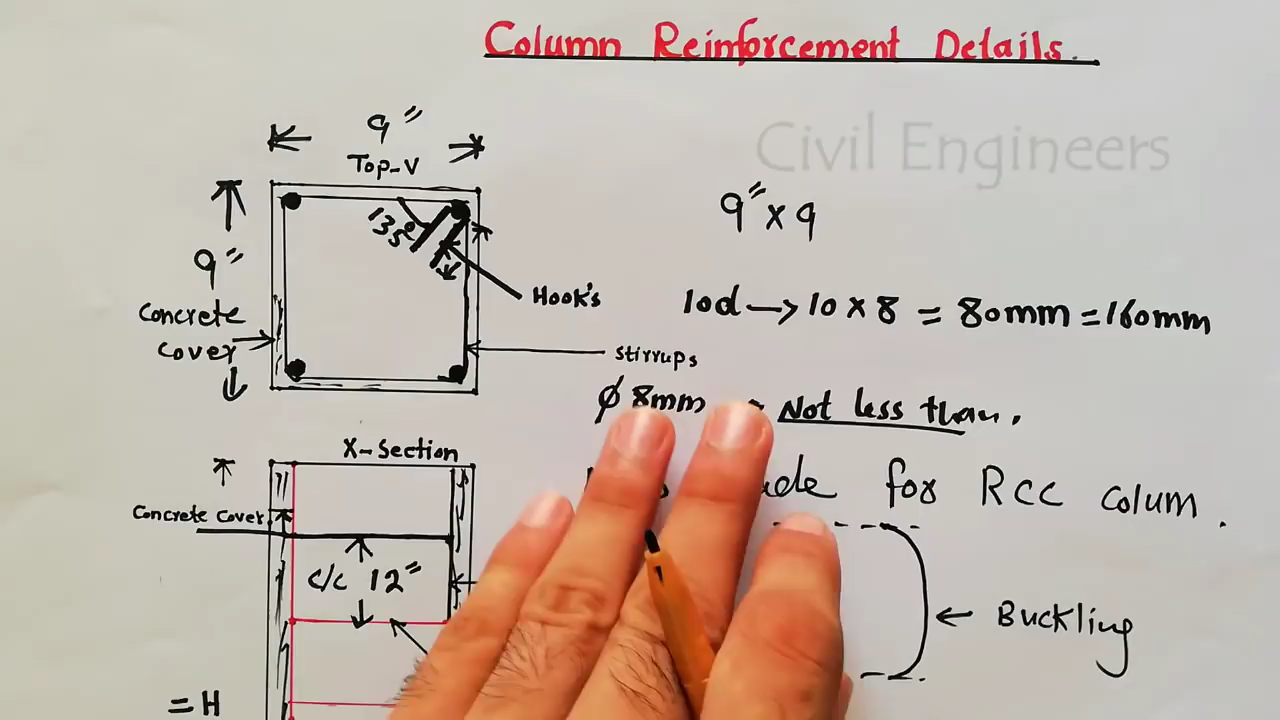 Column Reinforcement Details.
Civil Engineers
9"
Top-V
135°
9"
9" x 9
Hook's
10d → 10 x 8 = 80mm = 160mm
Concrete
Cover
stirrups
φ 8mm
Not less than.
X-Section
for RCC colum.
Concrete Cover
c/c 12"
Buckling
= H